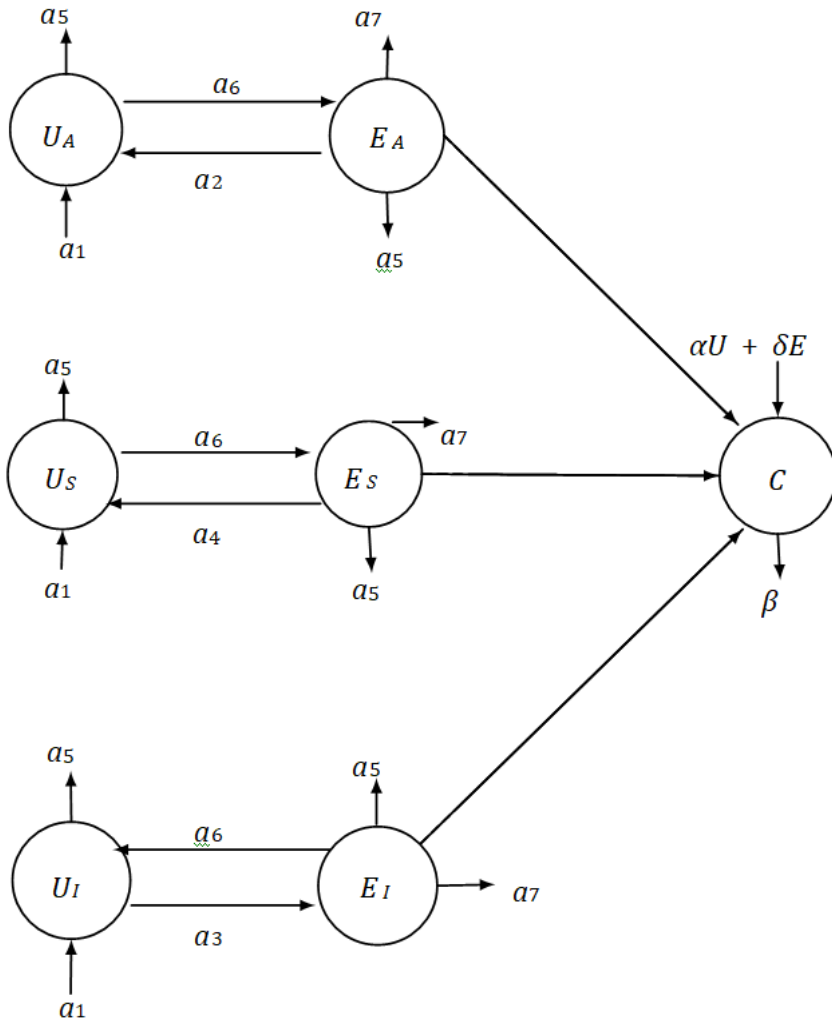 a5 a7
a6
UA EA
a2
a1 a5
αU + δE
a5
a6 a7
US ES C
a4
a1 a5 β
a5 a5
a6
UI EI a7
a3
a1